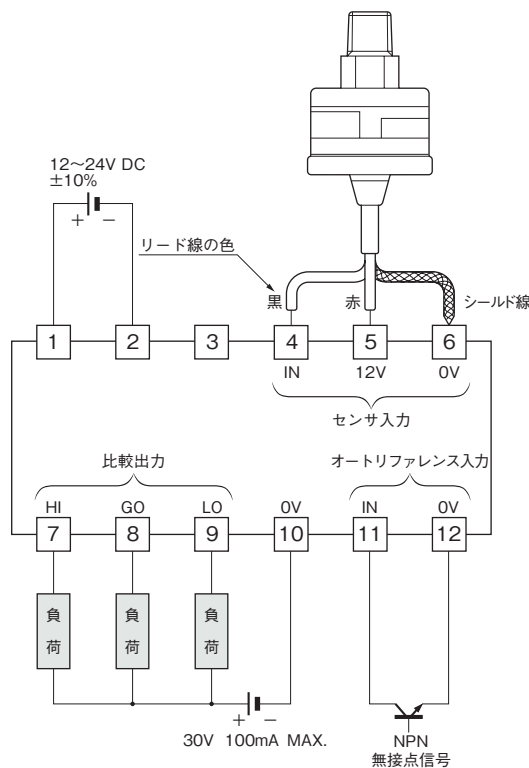 12～24V DC
±10%
+ −
リード線の色
黒
赤
シールド線
1
2
3
4
5
6
IN
12V
0V
センサ入力
比較出力
オートリファレンス入力
HI
GO
LO
0V
IN
0V
7
8
9
10
11
12
負荷
負荷
負荷
+ −
30V 100mA MAX.
NPN
無接点信号